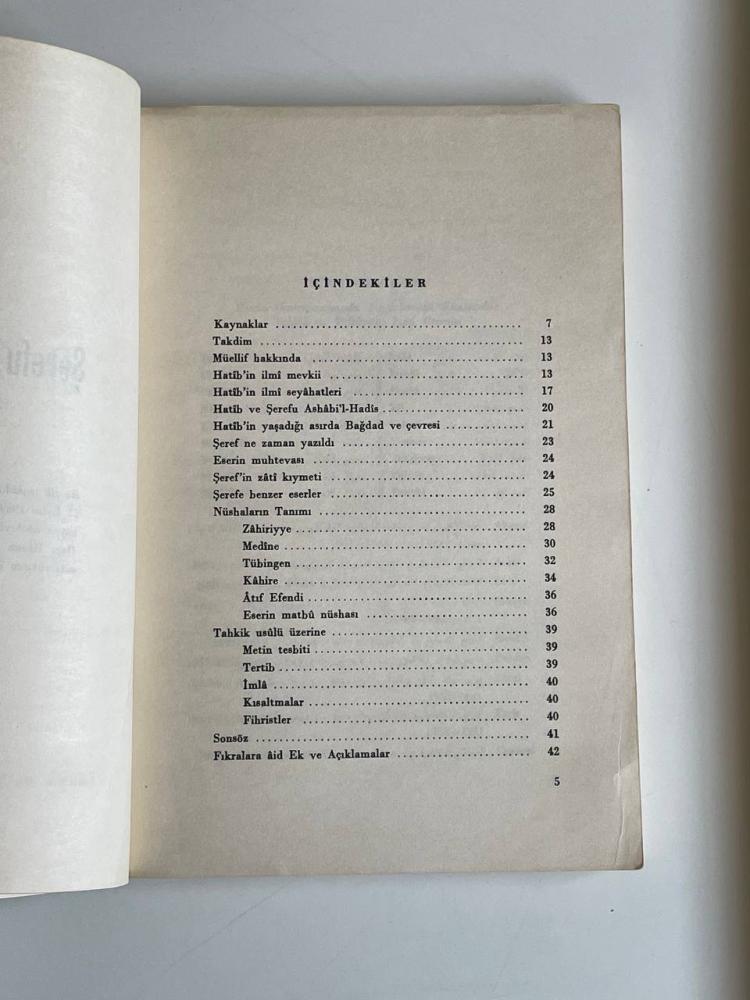 Şerefu
İÇİNDEKİLER
Kaynaklar ........................................ 7
Takdim ........................................ 13
Müellif hakkında ........................................ 13
Hatîb'in ilmî mevkii ........................................ 13
Hatîb'in ilmî seyâhatleri ........................................ 17
Hatîb ve Şerefu Ashâbi'l-Hadîs ........................................ 20
Hatîb'in yaşadığı asırda Bağdad ve çevresi ........................................ 21
Şeref ne zaman yazıldı ........................................ 23
Eserin muhtevası ........................................ 24
Şeref'in zâtî kıymeti ........................................ 24
Şerefe benzer eserler ........................................ 25
Nüshaların Tanımı ........................................ 28
Zâhiriyye ........................................ 28
Medîne ........................................ 30
Tübingen ........................................ 32
Kâhire ........................................ 34
Âtıf Efendi ........................................ 36
Eserin matbû nüshası ........................................ 36
Tahkik usûlü üzerine ........................................ 39
Metin tesbiti ........................................ 39
Tertîb ........................................ 39
İmlâ ........................................ 40
Kısaltmalar ........................................ 40
Fihristler ........................................ 40
Sonsöz ........................................ 41
Fıkralara âid Ek ve Açıklamalar ........................................ 42
5